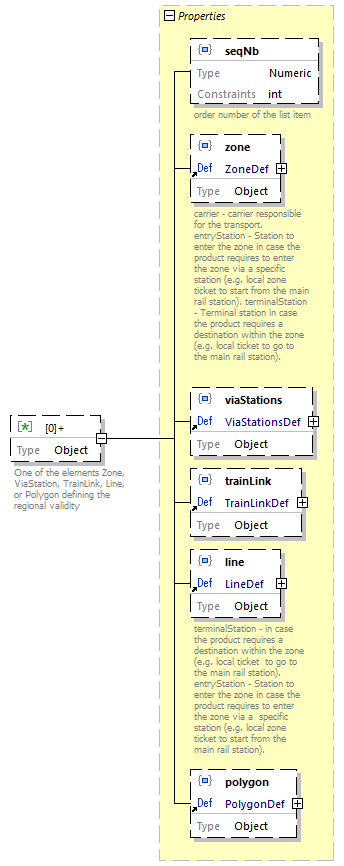 Properties
seqNb
Type Numeric
Constraints int
order number of the list item
zone
Def ZoneDef
Type Object
carrier - carrier responsible
for the transport.
entryStation - Station to
enter the zone in case the
product requires to enter
the zone via a specific
station (e.g. local zone
ticket to start from the main
rail station). terminalStation
- Terminal station in case
the product requires a
destination within the zone
(e.g. local ticket to go to
the main rail station).
viaStations
Def ViaStationsDef
Type Object
[0]+
Type Object
One of the elements Zone,
ViaStation, TrainLink, Line,
or Polygon defining the
regional validity
trainLink
Def TrainLinkDef
Type Object
line
Def LineDef
Type Object
terminalStation - in case
the product requires a
destination within the zone
(e.g. local ticket to go to
the main rail station).
entryStation - Station to
enter the zone in case the
product requires to enter
the zone via a specific
station (e.g. local zone
ticket to start from the
main rail station).
polygon
Def PolygonDef
Type Object